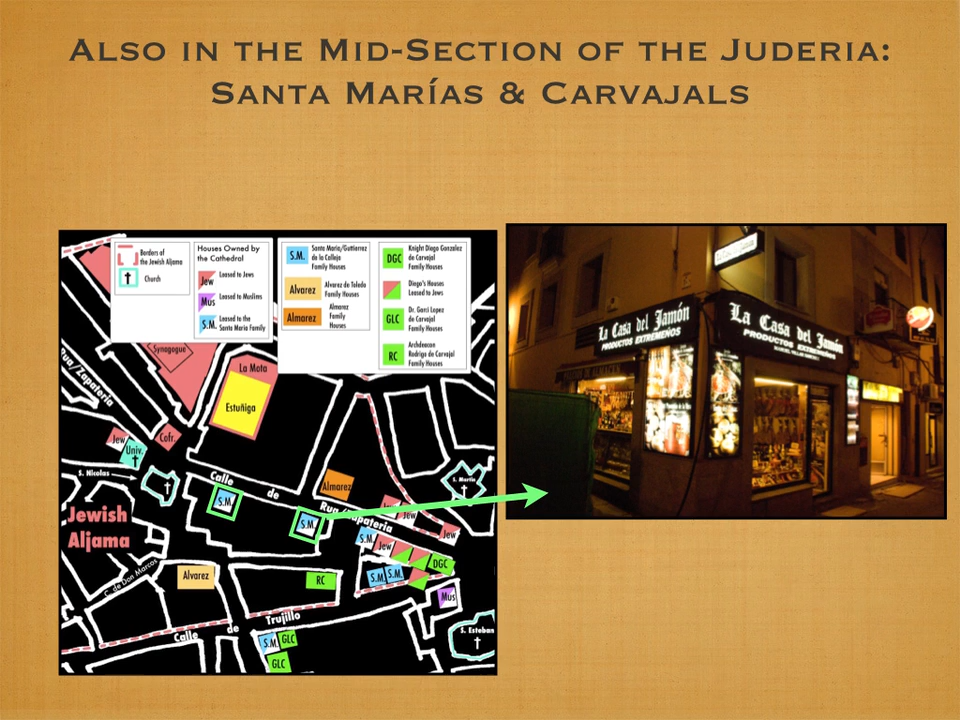 Also in the Mid-Section of the Juderia:
Santa Marías & Carvajals
Borders of
the Jewish Aljama
Church
Houses Owned by
the Cathedral
Jew
Leased to Jews
Mus
Leased to Muslims
S.M.
Leased to the
Santa Maria Family
S.M.
Santa Maria/Guttierrez
de la Calleja
Family Houses
Alvarez
Alvarez de Toledo
Family Houses
Almarez
Almarez
Family
Houses
DGC
Knight Diego Gonzalez
de Carvajal
Family Houses
Diego's Houses
Leased to Jews
GLC
Dr. Garci Lopez
de Carvajal
Family Houses
RC
Archdeacon
Rodrigo de Carvajal
Family Houses
Synagogue
La Mota
Estuñiga
Rua/Zapateria
Jew
Cofr.
Univ.
S. Nicolas
Calle de Rua/Zapateria
S.M.
S.M.
Almarez
S. Martin
Jew
Jew
Jew
Jewish
Aljama
S.M.
Jew
DGC
S.M.
S.M.
C. de Don Marcos
Alvarez
RC
Mus
Calle de Trujillo
S.M.
GLC
GLC
S. Esteban
La Casa del Jamón
PRODUCTOS EXTREMEÑOS
La Casa del Jamón
PRODUCTOS EXTREMEÑOS